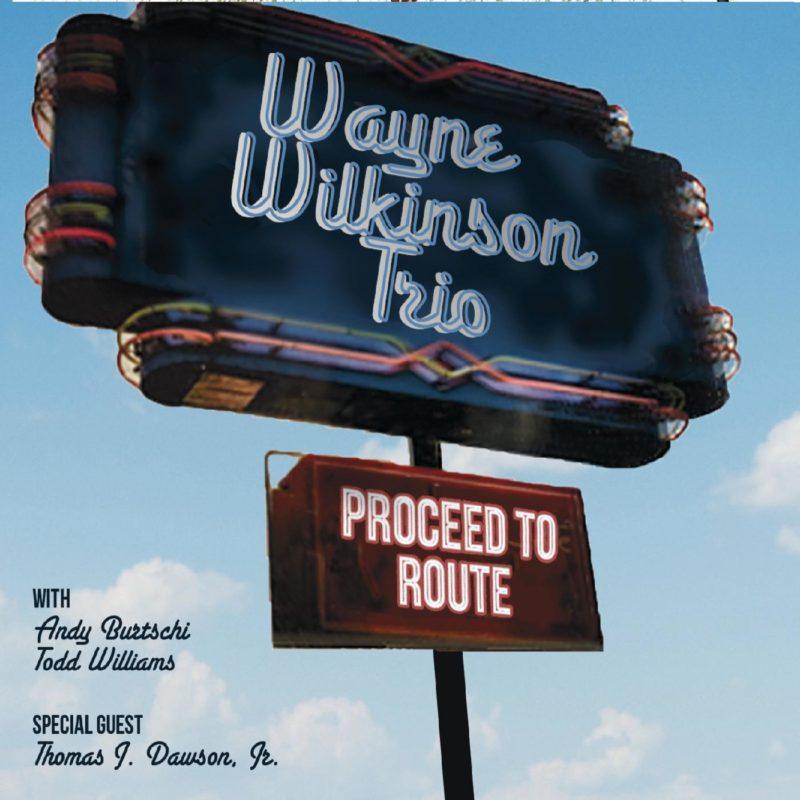 Wayne
Wilkinson
Trio
PROCEED TO
ROUTE
WITH
Andy Burtschi
Todd Williams
SPECIAL GUEST
Thomas J. Dawson, Jr.